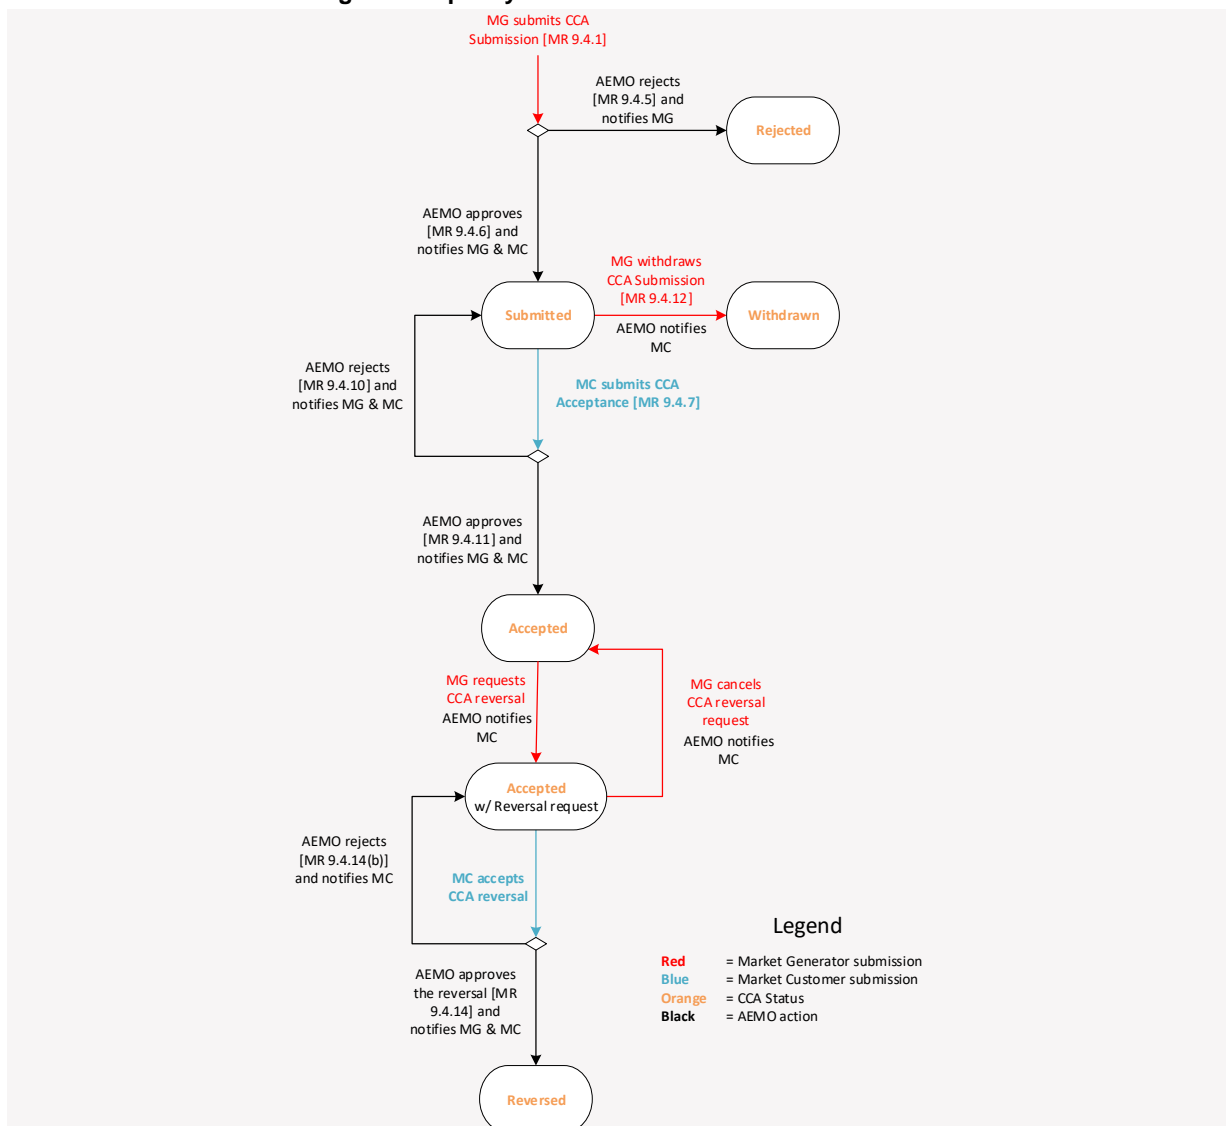 MG submits CCA
Submission [MR 9.4.1]
AEMO rejects
[MR 9.4.5] and
notifies MG
Rejected
AEMO approves
[MR 9.4.6] and
notifies MG & MC
MG withdraws
CCA Submission
[MR 9.4.12]
Submitted
Withdrawn
AEMO notifies
MC
AEMO rejects
[MR 9.4.10] and
notifies MG & MC
MC submits CCA
Acceptance [MR 9.4.7]
AEMO approves
[MR 9.4.11] and
notifies MG & MC
Accepted
MG requests
CCA reversal
AEMO notifies
MC
MG cancels
CCA reversal
request
AEMO notifies
MC
Accepted
w/ Reversal request
AEMO rejects
[MR 9.4.14(b)]
and notifies MC
MC accepts
CCA reversal
AEMO approves
the reversal [MR
9.4.14] and
notifies MG & MC
Reversed
Legend
Red = Market Generator submission
Blue = Market Customer submission
Orange = CCA Status
Black = AEMO action